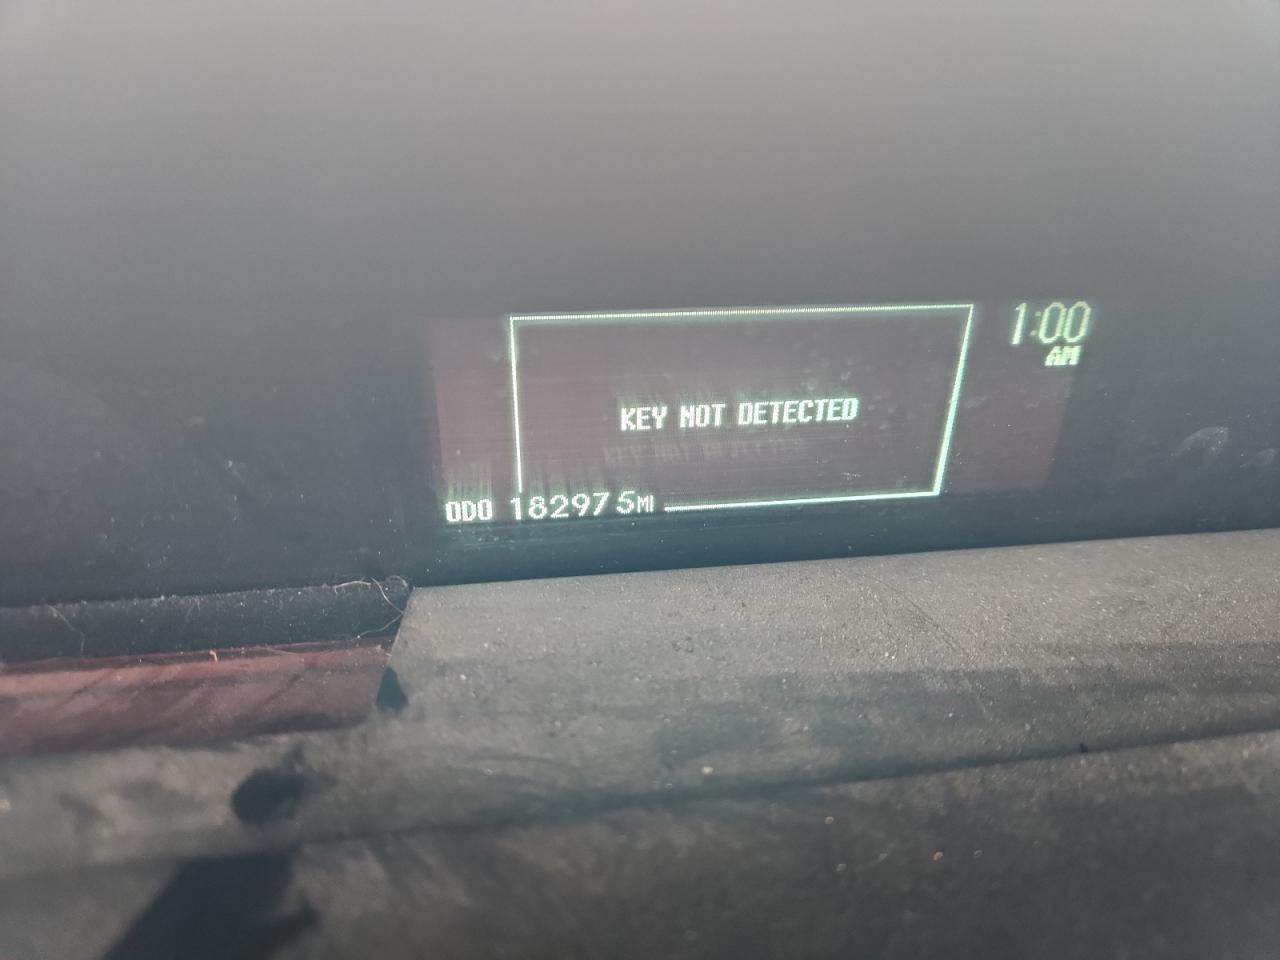 1:00
AM
KEY NOT DETECTED
ODO 182975MI